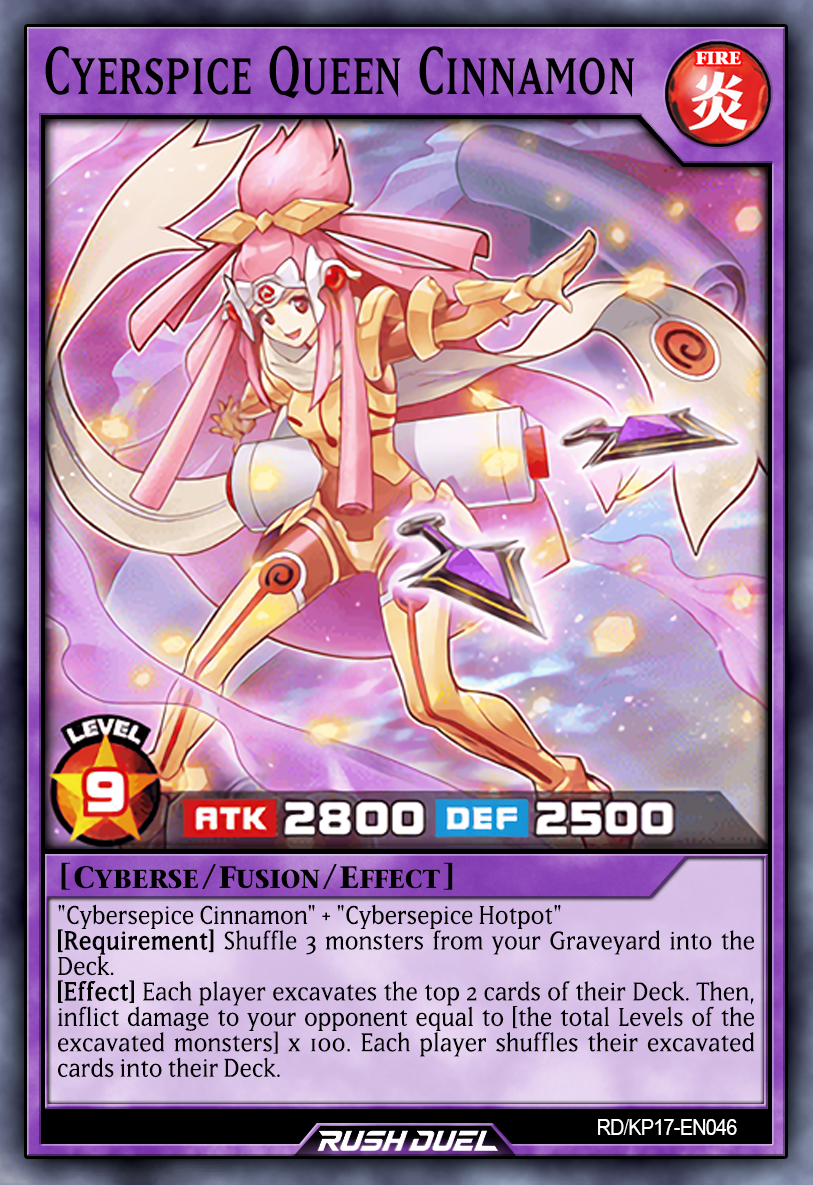 Cyerspice Queen Cinnamon
FIRE
炎
LEVEL
9
ATK 2800 DEF 2500
[Cyberse/Fusion/Effect]
"Cybersepice Cinnamon" + "Cybersepice Hotpot"
[Requirement] Shuffle 3 monsters from your Graveyard into the
Deck.
[Effect] Each player excavates the top 2 cards of their Deck. Then,
inflict damage to your opponent equal to [the total Levels of the
excavated monsters] x 100. Each player shuffles their excavated
cards into their Deck.
RD/KP17-EN046
RUSH DUEL